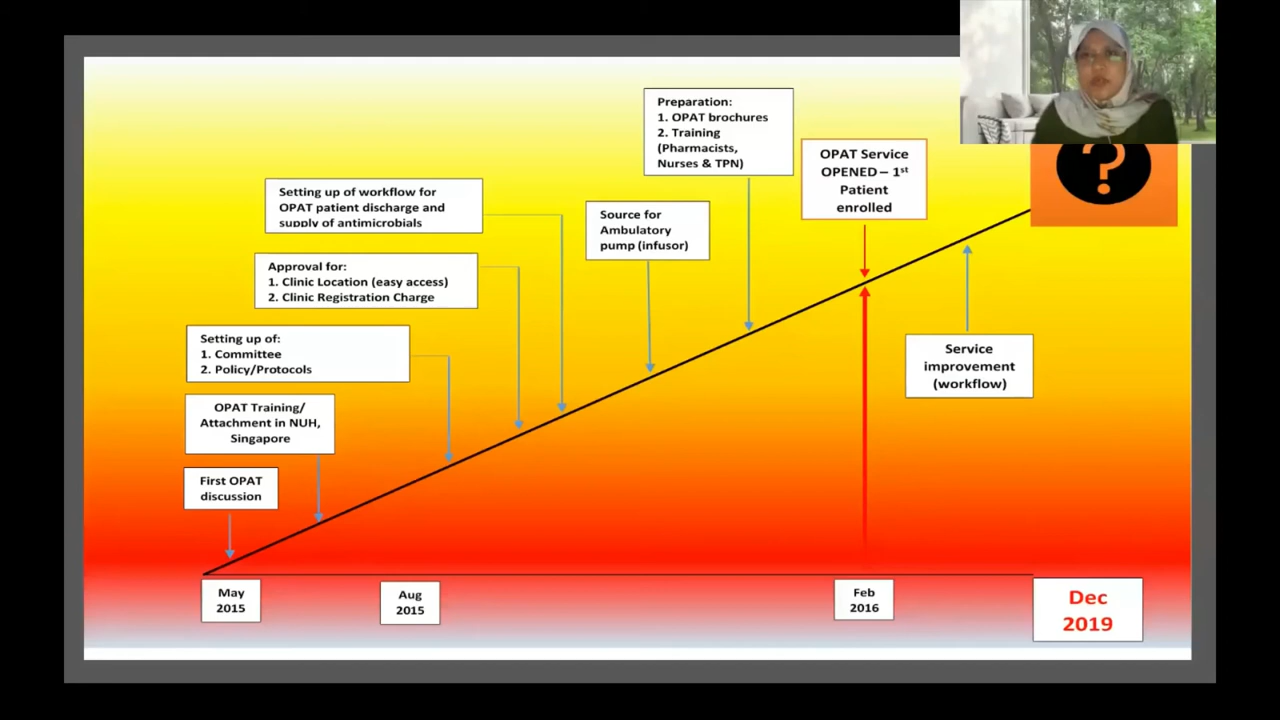 Preparation:
1. OPAT brochures
2. Training
(Pharmacists,
Nurses & TPN)
OPAT Service
OPENED – 1st
Patient
enrolled
?
Setting up of workflow for
OPAT patient discharge and
supply of antimicrobials
Source for
Ambulatory
pump (infusor)
Approval for:
1. Clinic Location (easy access)
2. Clinic Registration Charge
Setting up of:
1. Committee
2. Policy/Protocols
Service
improvement
(workflow)
OPAT Training/
Attachment in NUH,
Singapore
First OPAT
discussion
May
2015
Aug
2015
Feb
2016
Dec
2019